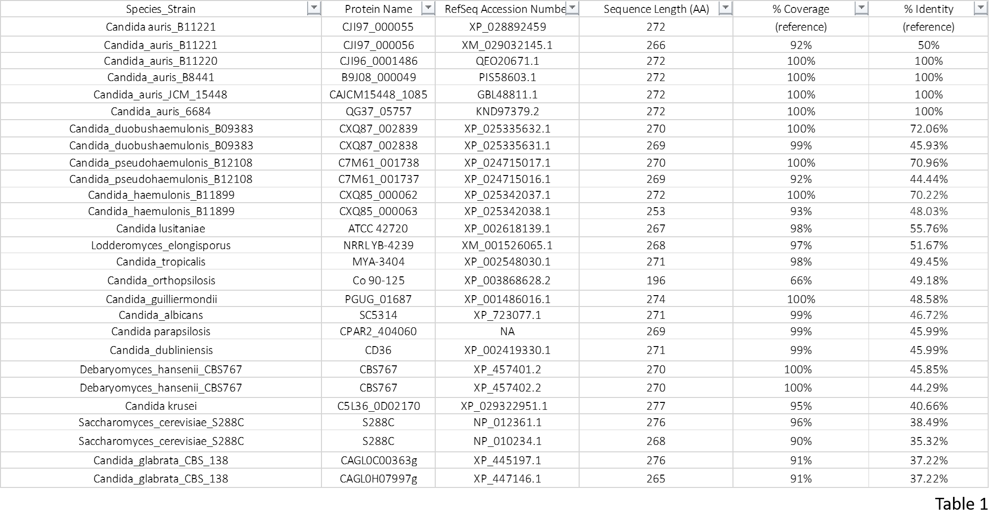 Species_Strain Protein Name RefSeq Accession Numbe Sequence Length (AA) % Coverage % Identity
Candida auris_B11221 CJI97_000055 XP_028892459 272 (reference) (reference)
Candida_auris_B11221 CJI97_000056 XM_029032145.1 266 92% 50%
Candida_auris_B11220 CJI96_0001486 QEO20671.1 272 100% 100%
Candida_auris_B8441 B9J08_000049 PIS58603.1 272 100% 100%
Candida_auris_JCM_15448 CAJCM15448_1085 GBL48811.1 272 100% 100%
Candida_auris_6684 QG37_05757 KND97379.2 272 100% 100%
Candida_duobushaemulonis_B09383 CXQ87_002839 XP_025335632.1 270 100% 72.06%
Candida_duobushaemulonis_B09383 CXQ87_002838 XP_025335631.1 269 99% 45.93%
Candida_pseudohaemulonis_B12108 C7M61_001738 XP_024715017.1 270 100% 70.96%
Candida_pseudohaemulonis_B12108 C7M61_001737 XP_024715016.1 269 92% 44.44%
Candida_haemulonis_B11899 CXQ85_000062 XP_025342037.1 272 100% 70.22%
Candida_haemulonis_B11899 CXQ85_000063 XP_025342038.1 253 93% 48.03%
Candida lusitaniae ATCC 42720 XP_002618139.1 267 98% 55.76%
Lodderomyces_elongisporus NRRL YB-4239 XM_001526065.1 268 97% 51.67%
Candida_tropicalis MYA-3404 XP_002548030.1 271 98% 49.45%
Candida_orthopsilosis Co 90-125 XP_003868628.2 196 66% 49.18%
Candida_guilliermondii PGUG_01687 XP_001486016.1 274 100% 48.58%
Candida_albicans SC5314 XP_723077.1 271 99% 46.72%
Candida parapsilosis CPAR2_404060 NA 269 99% 45.99%
Candida_dubliniensis CD36 XP_002419330.1 271 99% 45.99%
Debaryomyces_hansenii_CBS767 CBS767 XP_457401.2 270 100% 45.85%
Debaryomyces_hansenii_CBS767 CBS767 XP_457402.2 270 100% 44.29%
Candida krusei C5L36_0D02170 XP_029322951.1 277 95% 40.66%
Saccharomyces_cerevisiae_S288C S288C NP_012361.1 276 96% 38.49%
Saccharomyces_cerevisiae_S288C S288C NP_010234.1 268 90% 35.32%
Candida_glabrata_CBS_138 CAGL0C00363g XP_445197.1 276 91% 37.22%
Candida_glabrata_CBS_138 CAGL0H07997g XP_447146.1 265 91% 37.22%
Table 1